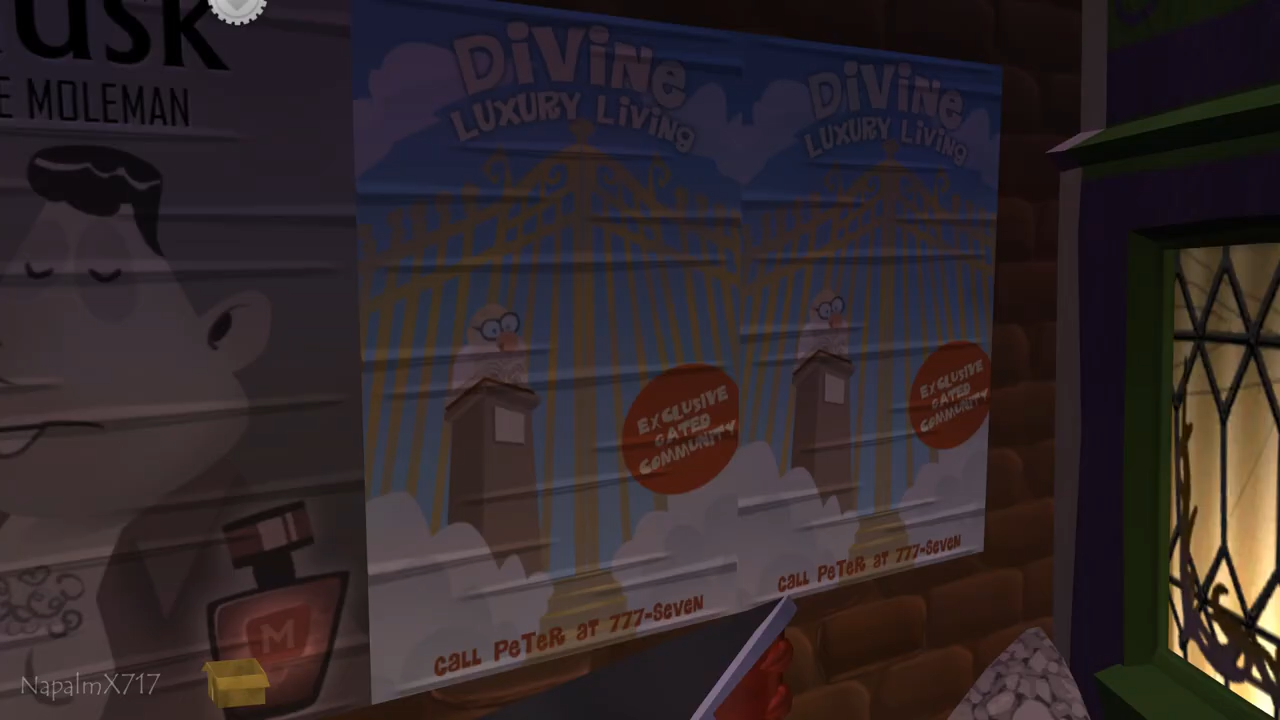 usk
E MOLEMAN
DiViNe
LUXURY LiViNg
EXCLUSIVE
GATED
COMMUNITY
CALL PeTeR AT 777-SeVeN
DiViNe
LUXURY LiViNg
EXCLUSIVE
GATED
COMMUNITY
CALL PeTeR AT 777-SeVeN
M
NapalmX717